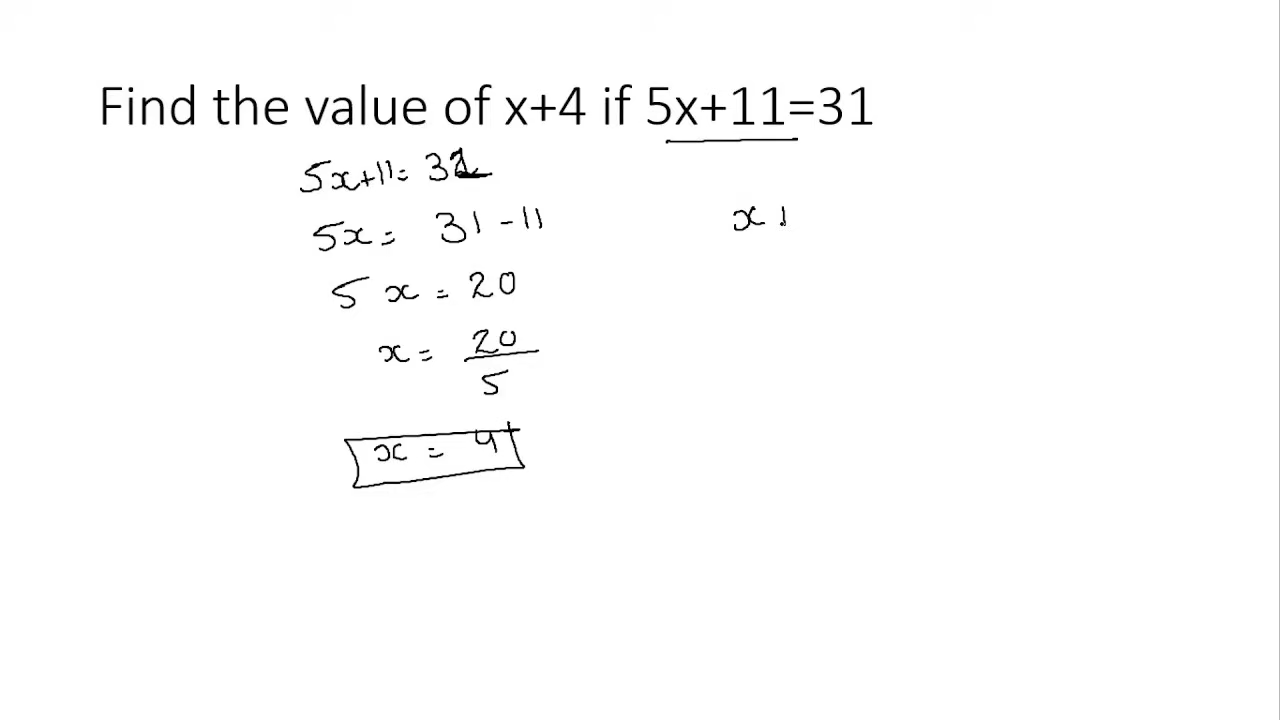 Find the value of x+4 if 5x+11=31
5x+11=31
5x= 31-11
x
5x=20
x= 20
5
x = 4